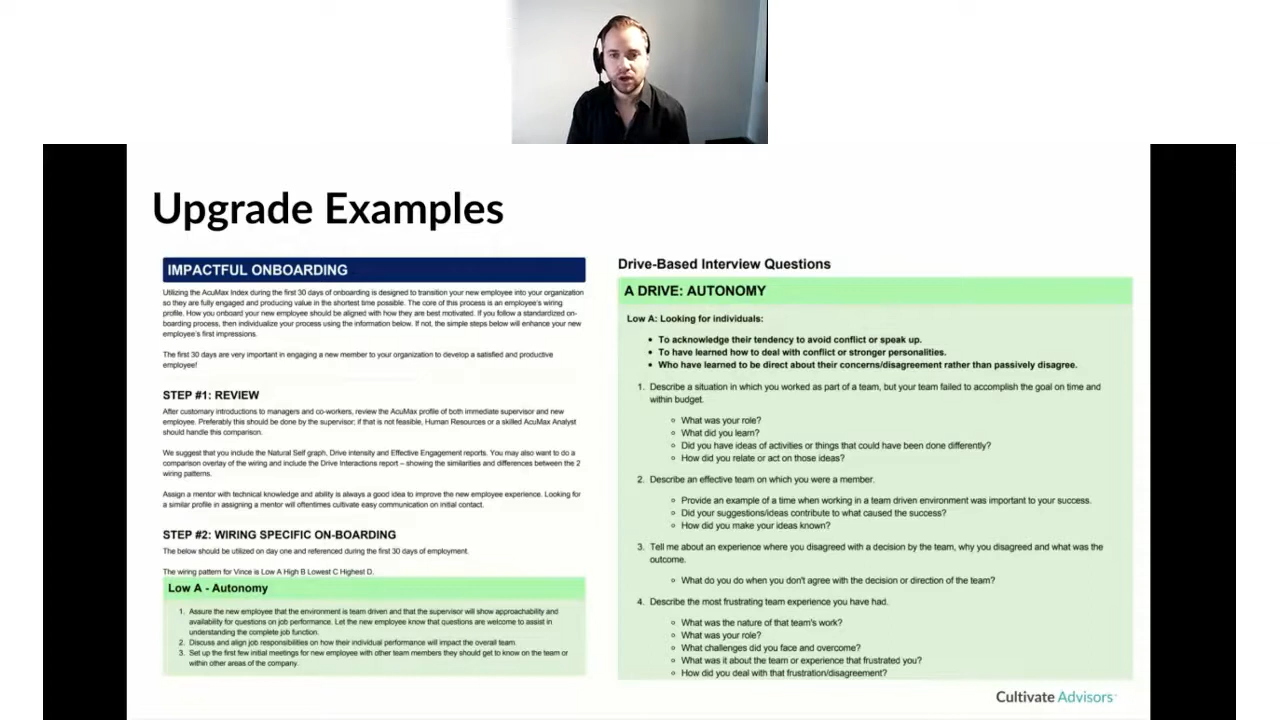 Upgrade Examples
IMPACTFUL ONBOARDING
Utilizing the AcuMax Index during the first 30 days of onboarding is designed to transition your new employee into your organization
so they are fully engaged and producing value in the shortest time possible. The core of this process is an employee's wiring
profile. How you onboard your new employee should be aligned with how they are best motivated. If you follow a standardized on-
boarding process, then individualize your process using the information below. If not, the simple steps below will enhance your new
employee's first impressions.
The first 30 days are very important in engaging a new member to your organization to develop a satisfied and productive
employee!
STEP #1: REVIEW
After customary introductions to managers and co-workers, review the AcuMax profile of both immediate supervisor and new
employee. Preferably this should be done by the supervisor; if that is not feasible, Human Resources or a skilled AcuMax Analyst
should handle this comparison.
We suggest that you include the Natural Self graph, Drive intensity and Effective Engagement reports. You may also want to do a
comparison overlay of the wiring and include the Drive Interactions report – showing the similarities and differences between the 2
wiring patterns.
Assign a mentor with technical knowledge and ability is always a good idea to improve the new employee experience. Looking for
a similar profile in assigning a mentor will oftentimes cultivate easy communication on initial contact.
STEP #2: WIRING SPECIFIC ON-BOARDING
The below should be utilized on day one and referenced during the first 30 days of employment.
The wiring pattern for Vince is Low A High B Lowest C Highest D.
Low A - Autonomy
1. Assure the new employee that the environment is team driven and that the supervisor will show approachability and
availability for questions on job performance. Let the new employee know that questions are welcome to assist in
understanding the complete job function.
2. Discuss and align job responsibilities on how their individual performance will impact the overall team.
3. Set up the first few initial meetings for new employee with other team members they should get to know on the team or
within other areas of the company.
Drive-Based Interview Questions
A DRIVE: AUTONOMY
Low A: Looking for individuals:
• To acknowledge their tendency to avoid conflict or speak up.
• To have learned how to deal with conflict or stronger personalities.
• Who have learned to be direct about their concerns/disagreement rather than passively disagree.
1. Describe a situation in which you worked as part of a team, but your team failed to accomplish the goal on time and
within budget.
○ What was your role?
○ What did you learn?
○ Did you have ideas of activities or things that could have been done differently?
○ How did you relate or act on those ideas?
2. Describe an effective team on which you were a member.
○ Provide an example of a time when working in a team driven environment was important to your success.
○ Did your suggestions/ideas contribute to what caused the success?
○ How did you make your ideas known?
3. Tell me about an experience where you disagreed with a decision by the team, why you disagreed and what was the
outcome.
○ What do you do when you don't agree with the decision or direction of the team?
4. Describe the most frustrating team experience you have had.
○ What was the nature of that team's work?
○ What was your role?
○ What challenges did you face and overcome?
○ What was it about the team or experience that frustrated you?
○ How did you deal with that frustration/disagreement?
Cultivate Advisors